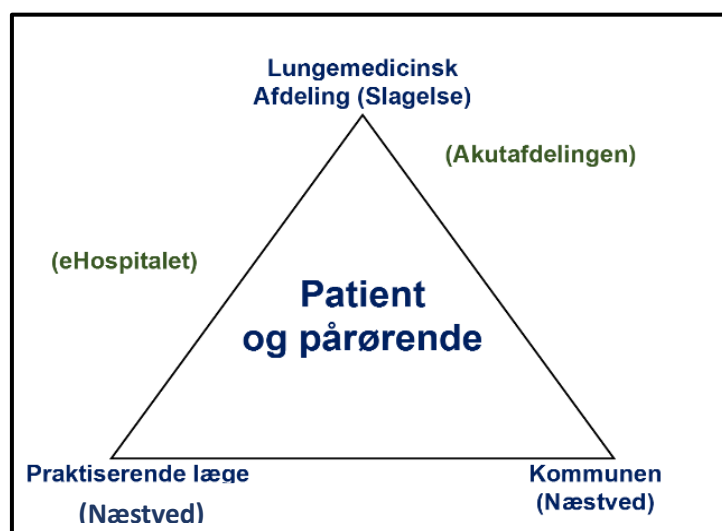 Lungemedicinsk
Afdeling (Slagelse)
(Akutafdelingen)
(eHospitalet)
Patient
og pårørende
Praktiserende læge
(Næstved)
Kommunen
(Næstved)